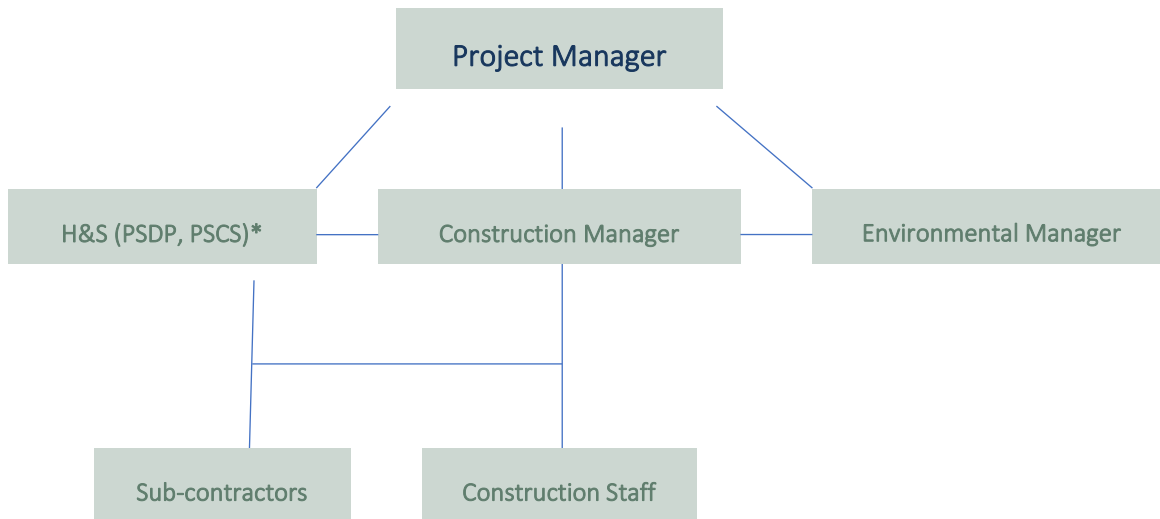 Project Manager
H&S (PSDP, PSCS)*
Construction Manager
Environmental Manager
Sub-contractors
Construction Staff